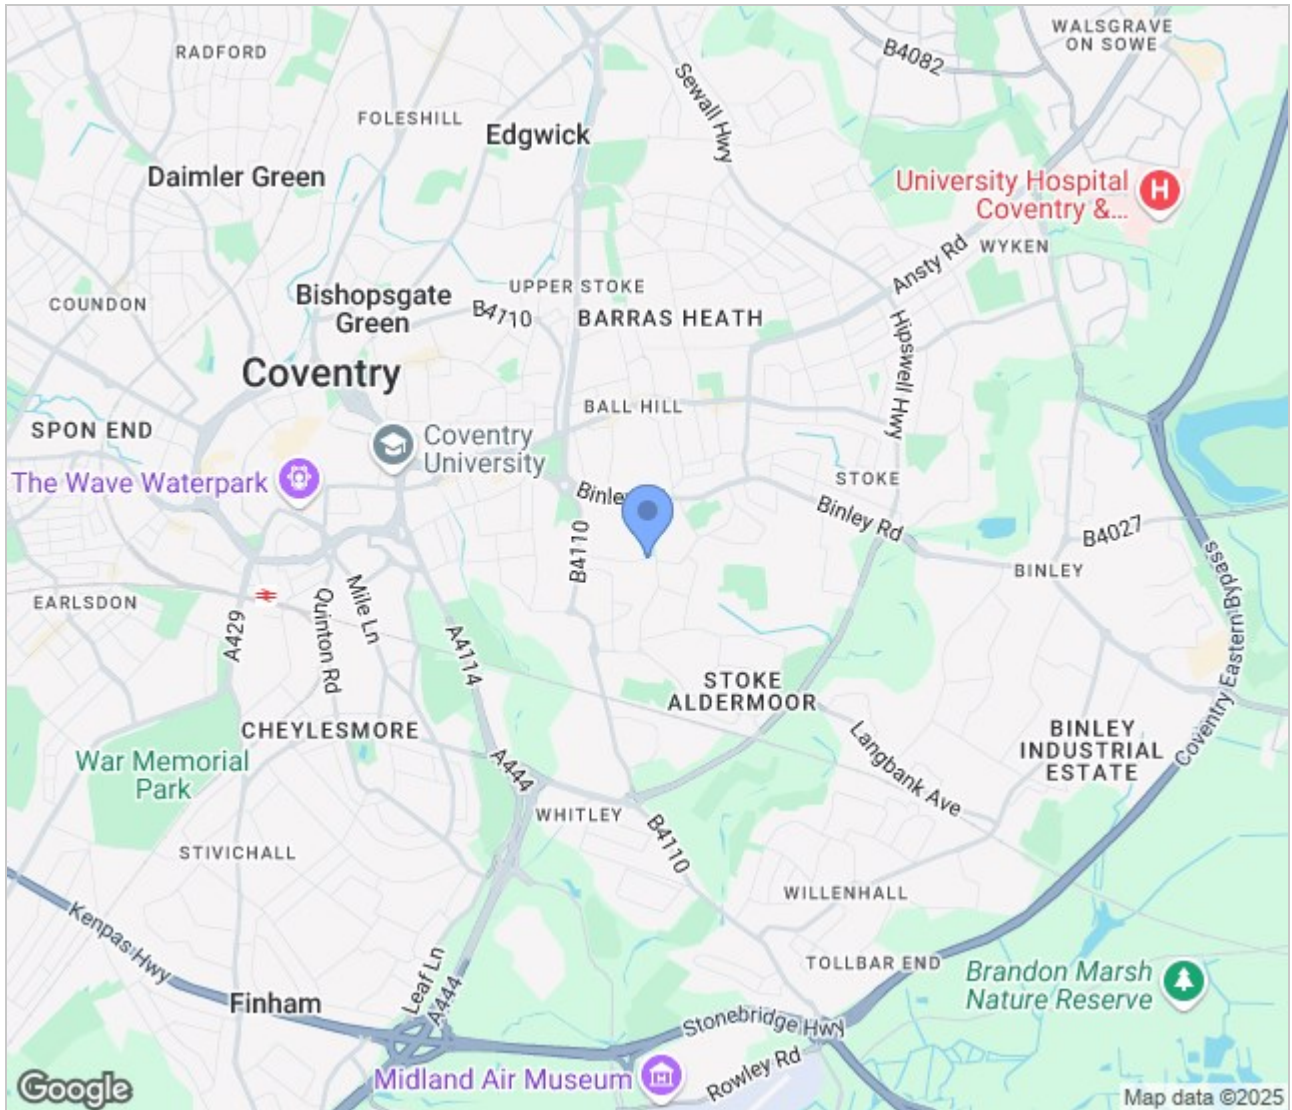 RADFORD
WALSGRAVE
ON SOWE
B4082
Sewall Hwy
FOLESHILL
Edgwick
Daimler Green
University Hospital
Coventry &...
H
WYKEN
Ansty Rd
UPPER STOKE
Bishopsgate
Green
COUNDON
B4110
BARRAS HEATH
Hipswell Hwy
Coventry
BALL HILL
SPON END
Coventry
University
The Wave Waterpark
STOKE
Binley
Binley Rd
B4110
B4027
BINLEY
Coventry Eastern Bypass
EARLSDON
Mile Ln
Quinton Rd
A429
A4114
STOKE
ALDERMOOR
CHEYLESMORE
BINLEY
INDUSTRIAL
ESTATE
War Memorial
Park
Langbank Ave
A444
WHITLEY
B4110
STIVICHALL
WILLENHALL
Kenpas Hwy
Leaf Ln
A444
TOLLBAR END
Brandon Marsh
Nature Reserve
Finham
Stonebridge Hwy
Midland Air Museum
Rowley Rd
Google
Map data ©2025